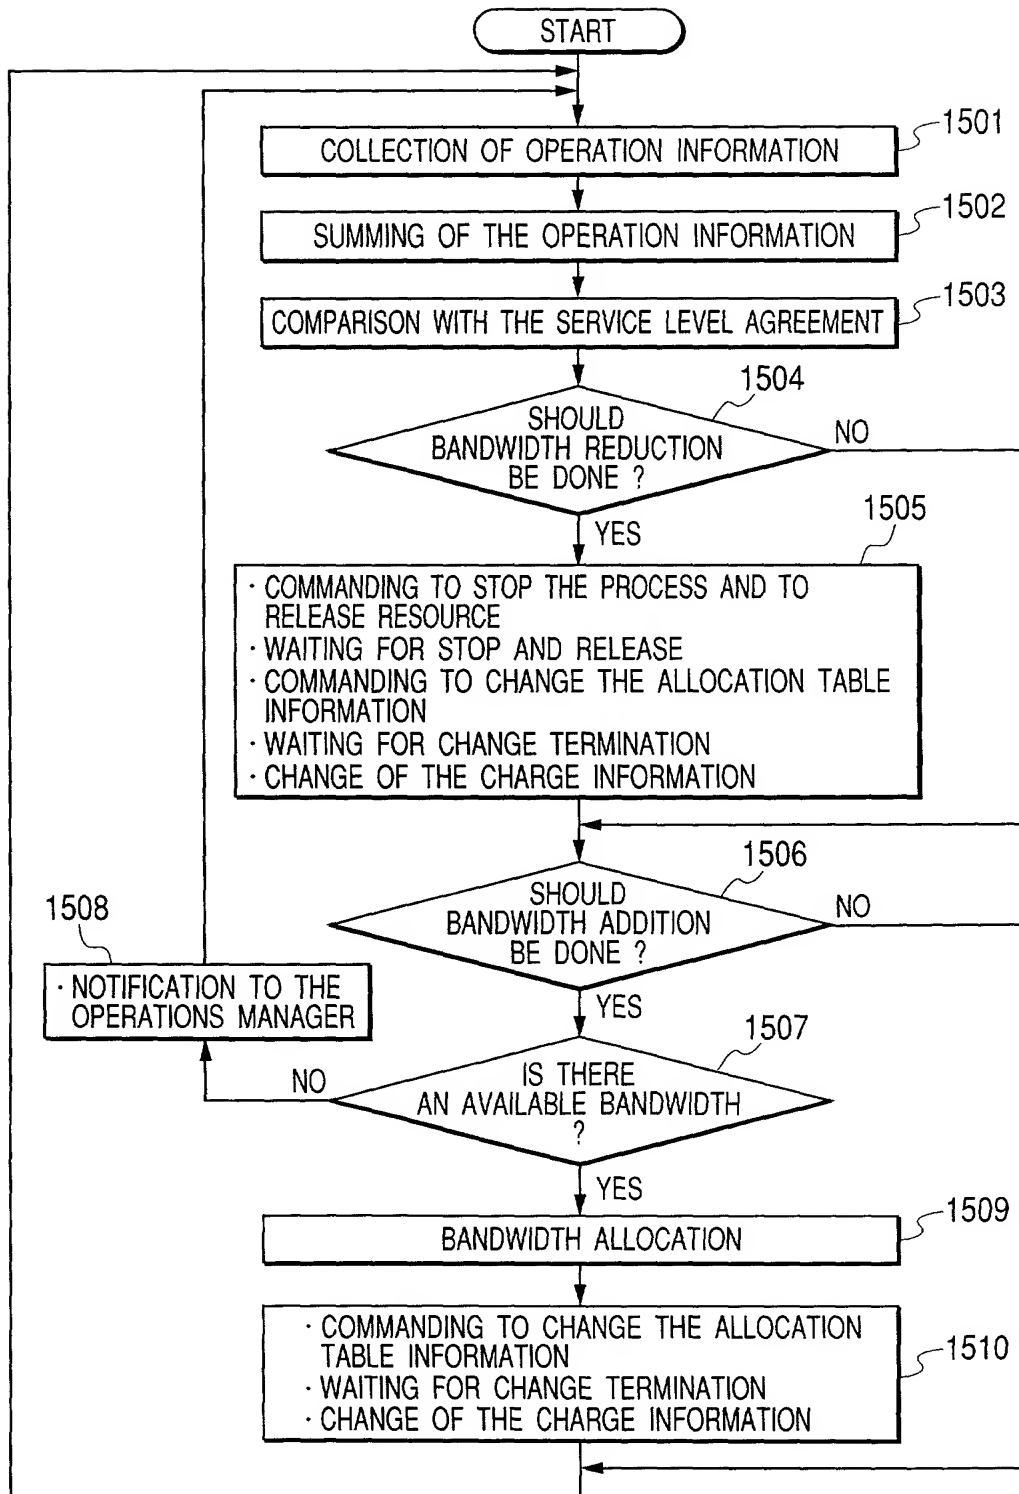 START
1501
COLLECTION OF OPERATION INFORMATION
1502
SUMMING OF THE OPERATION INFORMATION
1503
COMPARISON WITH THE SERVICE LEVEL AGREEMENT
1504
SHOULD
BANDWIDTH REDUCTION
BE DONE ?
NO
YES
1505
· COMMANDING TO STOP THE PROCESS AND TO
RELEASE RESOURCE
· WAITING FOR STOP AND RELEASE
· COMMANDING TO CHANGE THE ALLOCATION TABLE
INFORMATION
· WAITING FOR CHANGE TERMINATION
· CHANGE OF THE CHARGE INFORMATION
1506
SHOULD
BANDWIDTH ADDITION
BE DONE ?
NO
YES
1508
· NOTIFICATION TO THE
OPERATIONS MANAGER
1507
IS THERE
AN AVAILABLE BANDWIDTH
?
NO
YES
1509
BANDWIDTH ALLOCATION
1510
· COMMANDING TO CHANGE THE ALLOCATION
TABLE INFORMATION
· WAITING FOR CHANGE TERMINATION
· CHANGE OF THE CHARGE INFORMATION